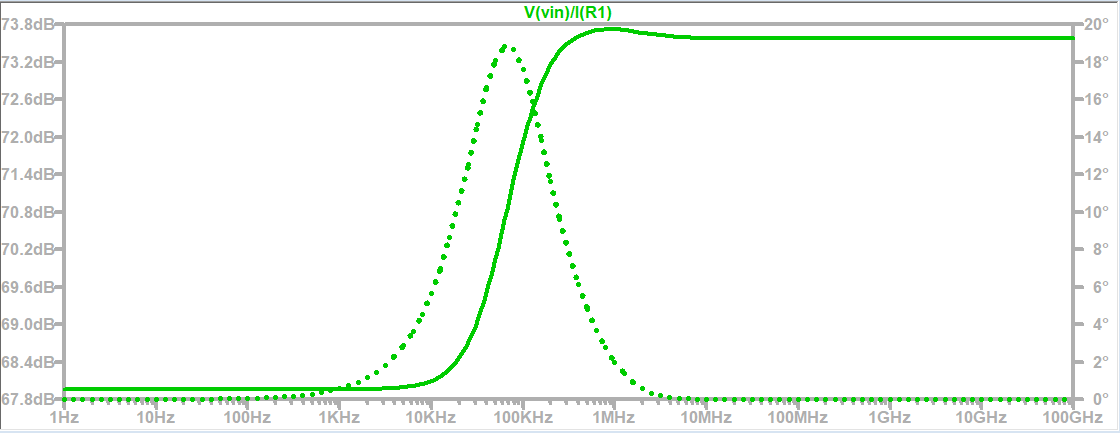 V(vin)/I(R1)
73.8dB 20°
73.2dB 18°
72.6dB 16°
72.0dB 14°
71.4dB 12°
70.8dB 10°
70.2dB 8°
69.6dB 6°
69.0dB 4°
68.4dB 2°
67.8dB 0°
1Hz 10Hz 100Hz 1KHz 10KHz 100KHz 1MHz 10MHz 100MHz 1GHz 10GHz 100GHz